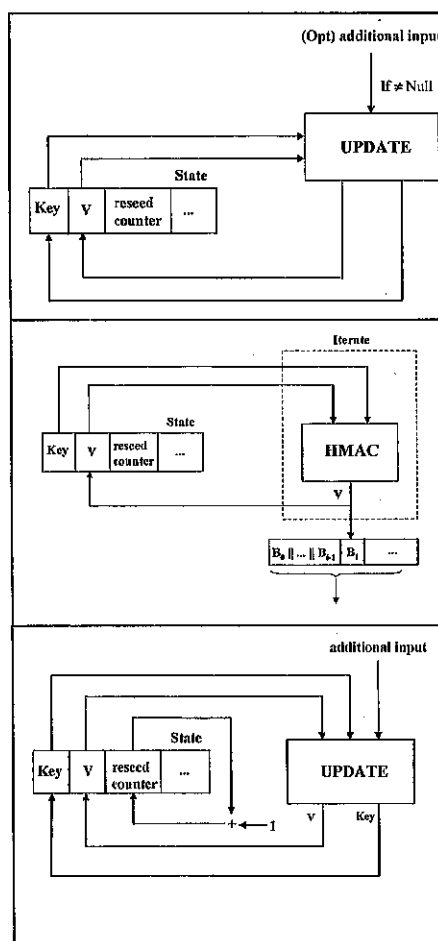 (Opt) additional input
If ≠ Null
UPDATE
State
Key V reseed counter ...
Iterate
State
Key V reseed counter ...
HMAC
V
B₀ || ... || Bᵢ₋₁ Bᵢ ...
additional input
State
Key V reseed counter ...
UPDATE
V Key
+ 1